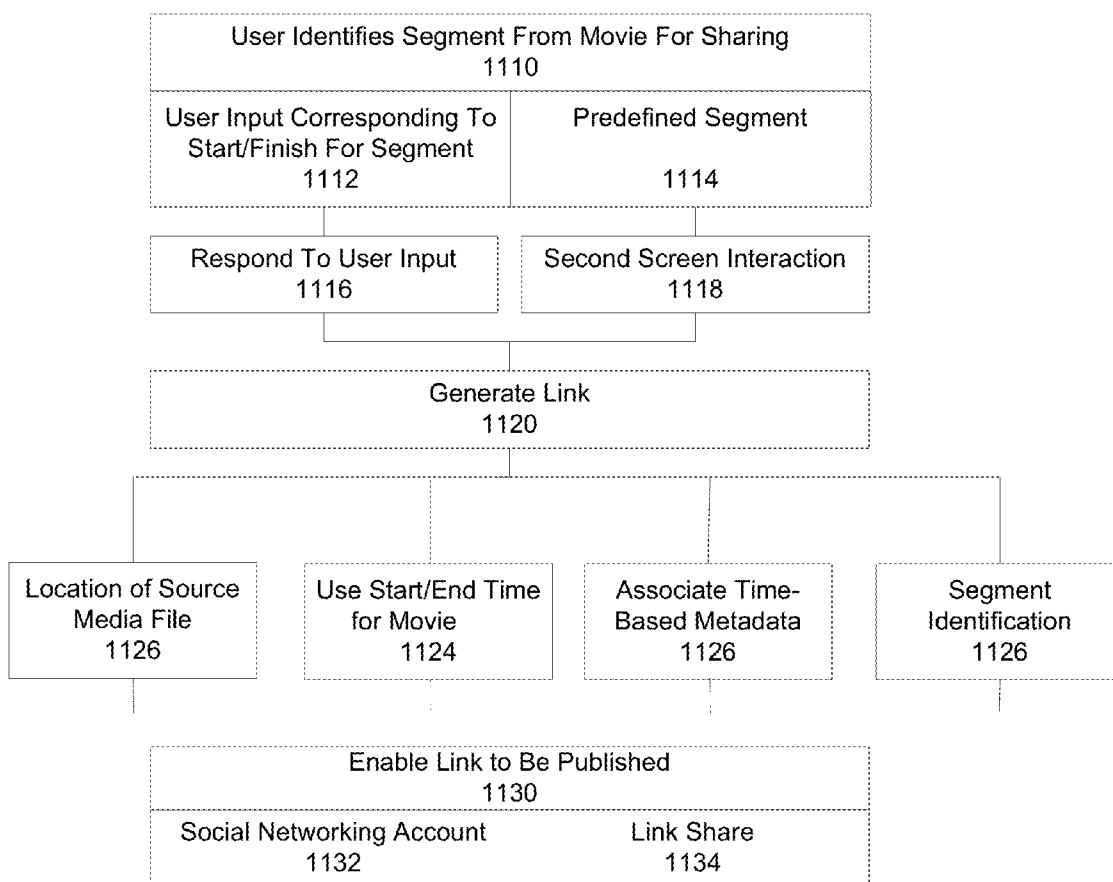 User Identifies Segment From Movie For Sharing
1110
User Input Corresponding To
Start/Finish For Segment
1112
Predefined Segment
1114
Respond To User Input
1116
Second Screen Interaction
1118
Generate Link
1120
Location of Source
Media File
1126
Use Start/End Time
for Movie
1124
Associate Time-
Based Metadata
1126
Segment
Identification
1126
Enable Link to Be Published
1130
Social Networking Account
1132
Link Share
1134